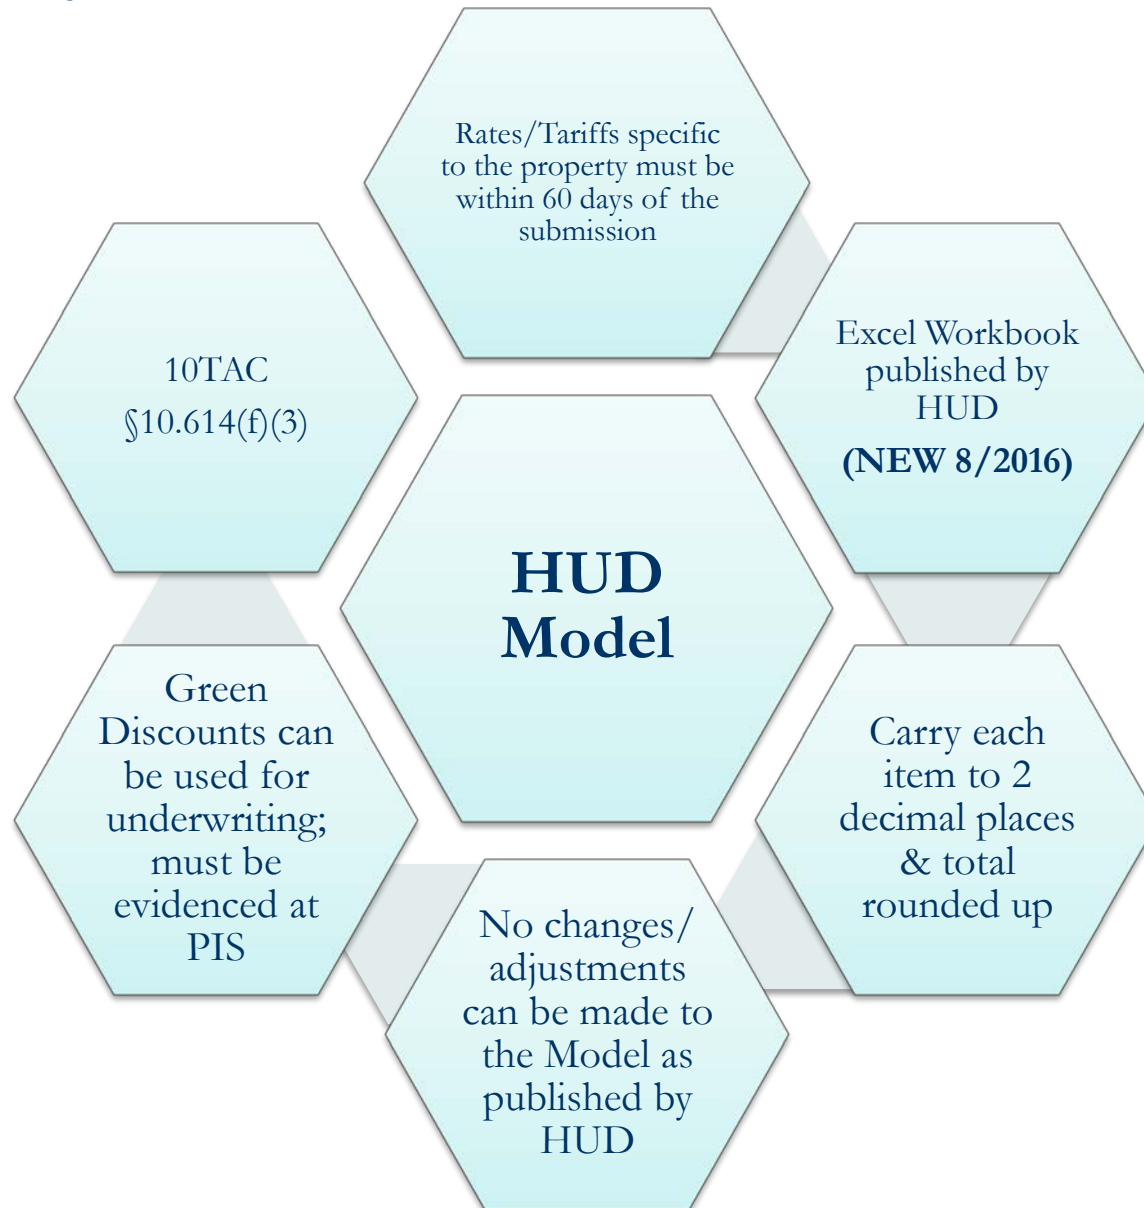 Rates/Tariffs specific
to the property must be
within 60 days of the
submission
Excel Workbook
published by
HUD
(NEW 8/2016)
10TAC
§10.614(f)(3)
HUD
Model
Green
Discounts can
be used for
underwriting;
must be
evidenced at
PIS
Carry each
item to 2
decimal places
& total
rounded up
No changes/
adjustments
can be made to
the Model as
published by
HUD